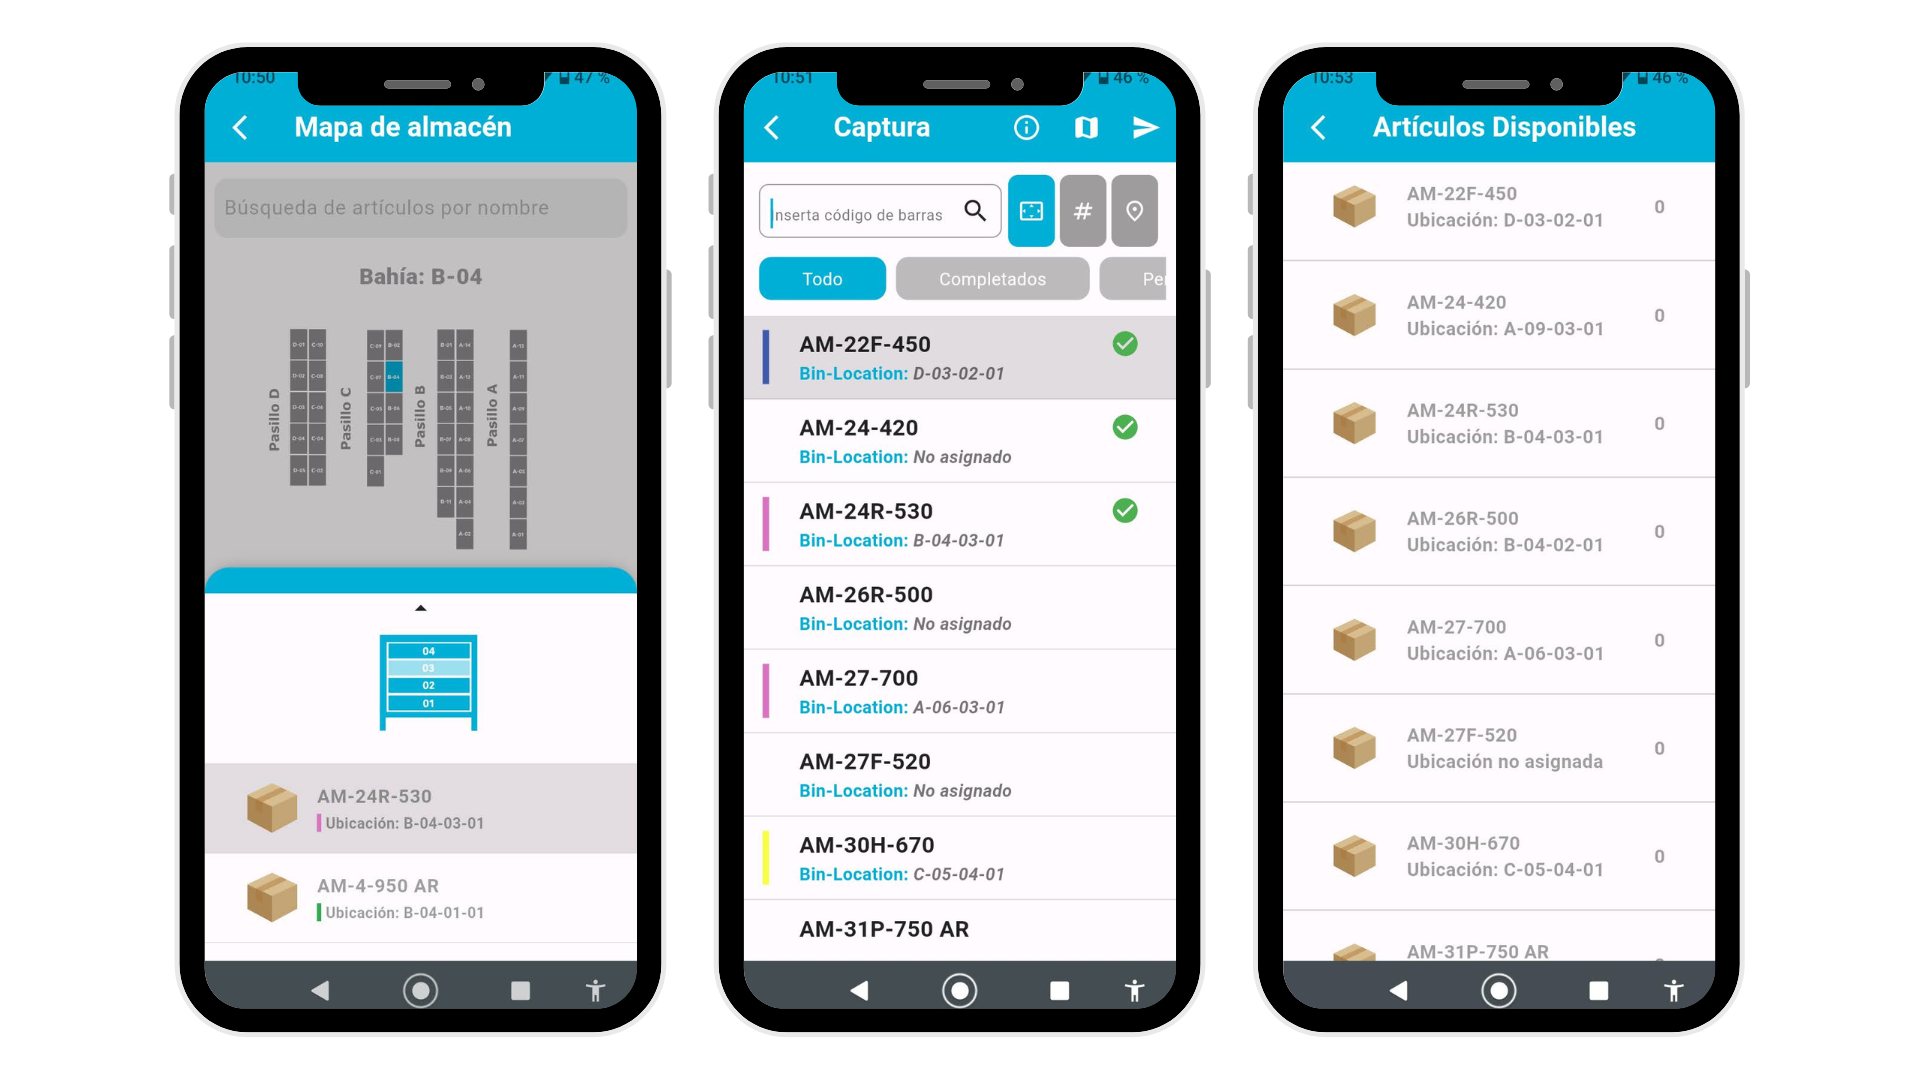 10:50
47 %
Mapa de almacén
Búsqueda de artículos por nombre
Bahía: B-04
Pasillo D
Pasillo C
Pasillo B
Pasillo A
04
03
02
01
AM-24R-530
Ubicación: B-04-03-01
AM-4-950 AR
Ubicación: B-04-01-01
10:51
46 %
Captura
nserta código de barras
#
Todo
Completados
Pe
AM-22F-450
Bin-Location: D-03-02-01
AM-24-420
Bin-Location: No asignado
AM-24R-530
Bin-Location: B-04-03-01
AM-26R-500
Bin-Location: No asignado
AM-27-700
Bin-Location: A-06-03-01
AM-27F-520
Bin-Location: No asignado
AM-30H-670
Bin-Location: C-05-04-01
AM-31P-750 AR
10:53
46 %
Artículos Disponibles
AM-22F-450
Ubicación: D-03-02-01
0
AM-24-420
Ubicación: A-09-03-01
0
AM-24R-530
Ubicación: B-04-03-01
0
AM-26R-500
Ubicación: B-04-02-01
0
AM-27-700
Ubicación: A-06-03-01
0
AM-27F-520
Ubicación no asignada
0
AM-30H-670
Ubicación: C-05-04-01
0
AM-31P-750 AR